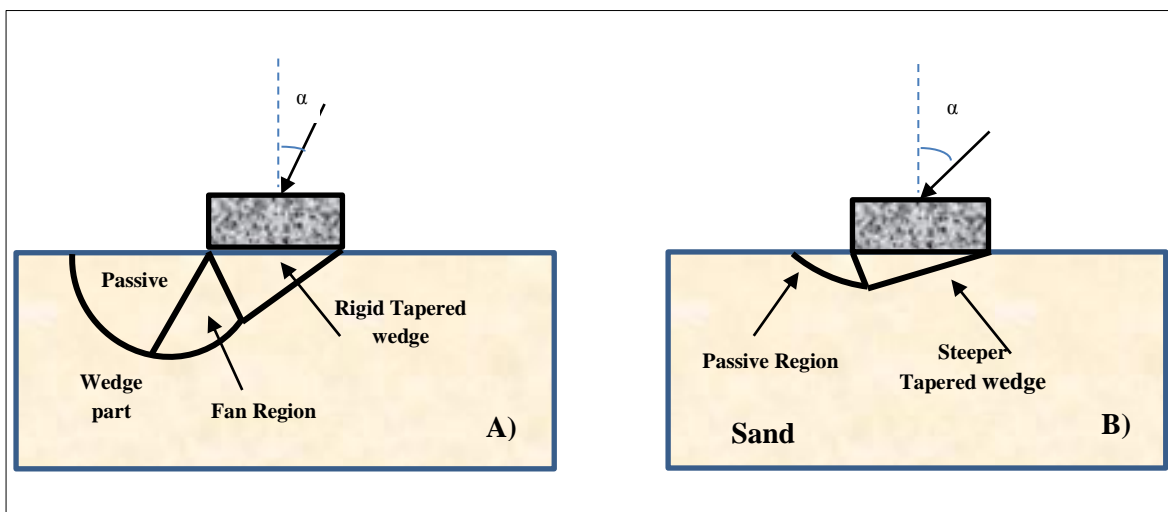 α
Passive
Rigid Tapered
wedge
Wedge
part
Fan Region
A)
α
Passive Region
Steeper
Tapered wedge
Sand
B)